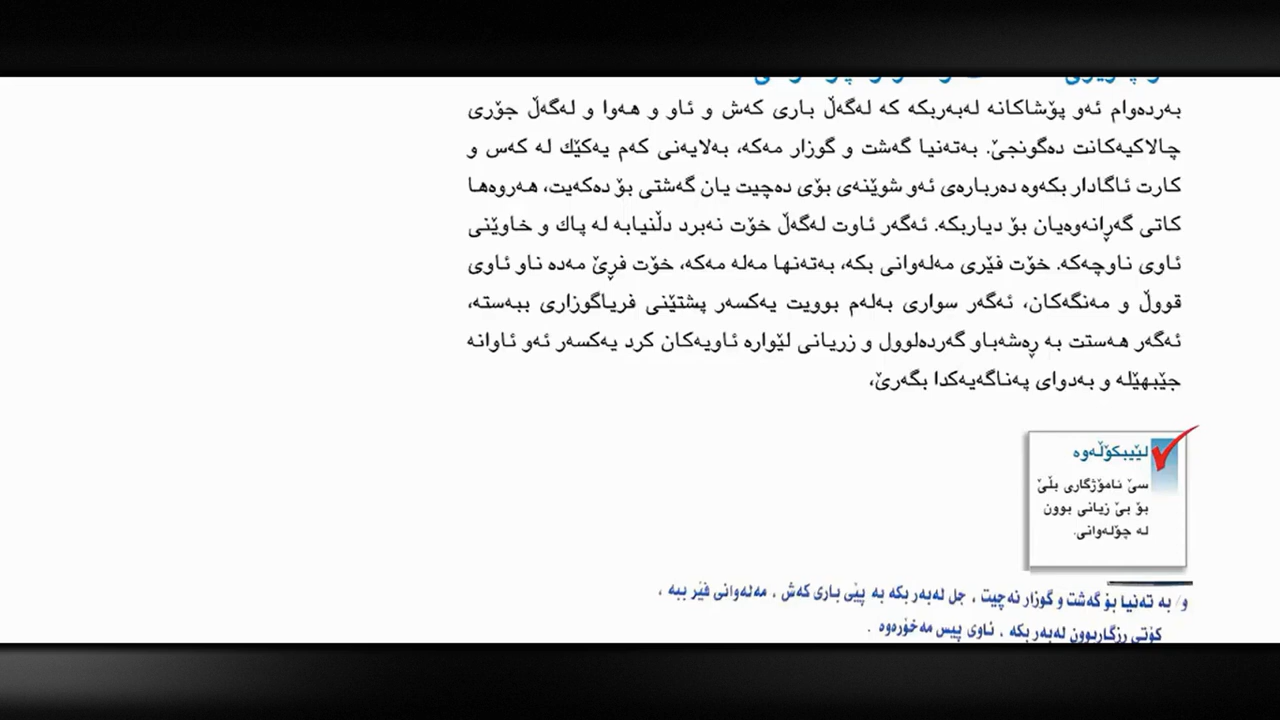 بەردەوام ئەو پۆشاکانە لەبەربکە کە لەگەڵ باری کەش و ئاو و هەوا و لەگەڵ جۆری
چالاکیەکانت دەگونجێ. بەتەنیا گەشت و گوزار مەکە، بەلایەنی کەم یەکێك لە کەس و
کارت ئاگادار بکەوە دەربارەی ئەو شوێنەی بۆی دەچیت یان گەشتی بۆ دەکەیت، هەروەها
کاتی گەڕانەوەیان بۆ دیاربکە. ئەگەر ئاوت لەگەڵ خۆت نەبرد دڵنیابە لە پاك و خاوێنی
ئاوی ناوچەکە. خۆت فێری مەلەوانی بکە، بەتەنها مەلە مەکە، خۆت فڕێ مەدە ناو ئاوی
قووڵ و مەنگەکان، ئەگەر سواری بەلەم بوویت یەکسەر پشتێنی فریاگوزاری ببەستە،
ئەگەر هەستت بە ڕەشەباو گەردەلوول و زریانی لێوارە ئاویەکان کرد یەکسەر ئەو ئاوانە
جێبهێلە و بەدوای پەناگەیەکدا بگەرێ،
لێیبکۆڵەوە
سێ ئامۆژگاری بڵێ
بۆ بێ زیانی بوون
لە چۆلەوانی.
و/ بە تەنیا بۆ گەشت و گوزار نەچیت ، جل لەبەر بکە بە پێی باری کەش ، مەلەوانی فێر ببە ،
کۆتی رزگاربوون لەبەر بکە ، ئاوی پیس مەخۆرەوە .